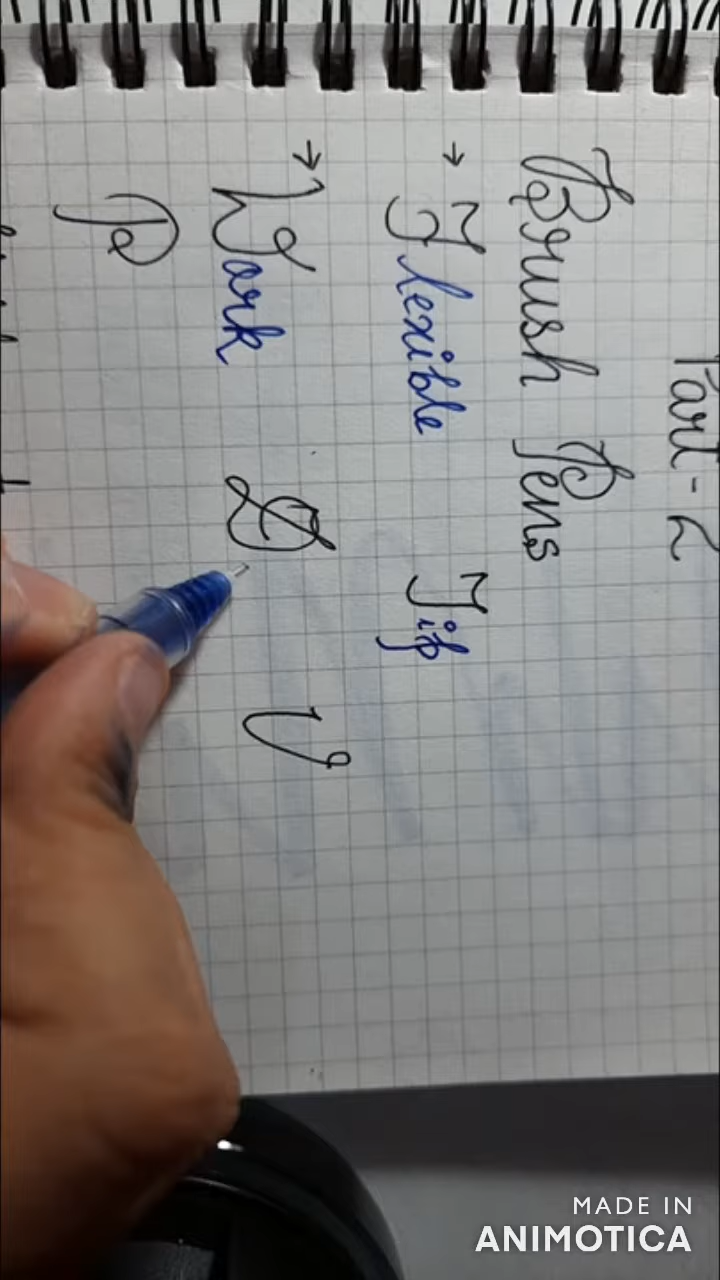 Part-2
Brush Pens
→ Flexible Tip
→ Work D V
P
MADE IN
ANIMOTICA